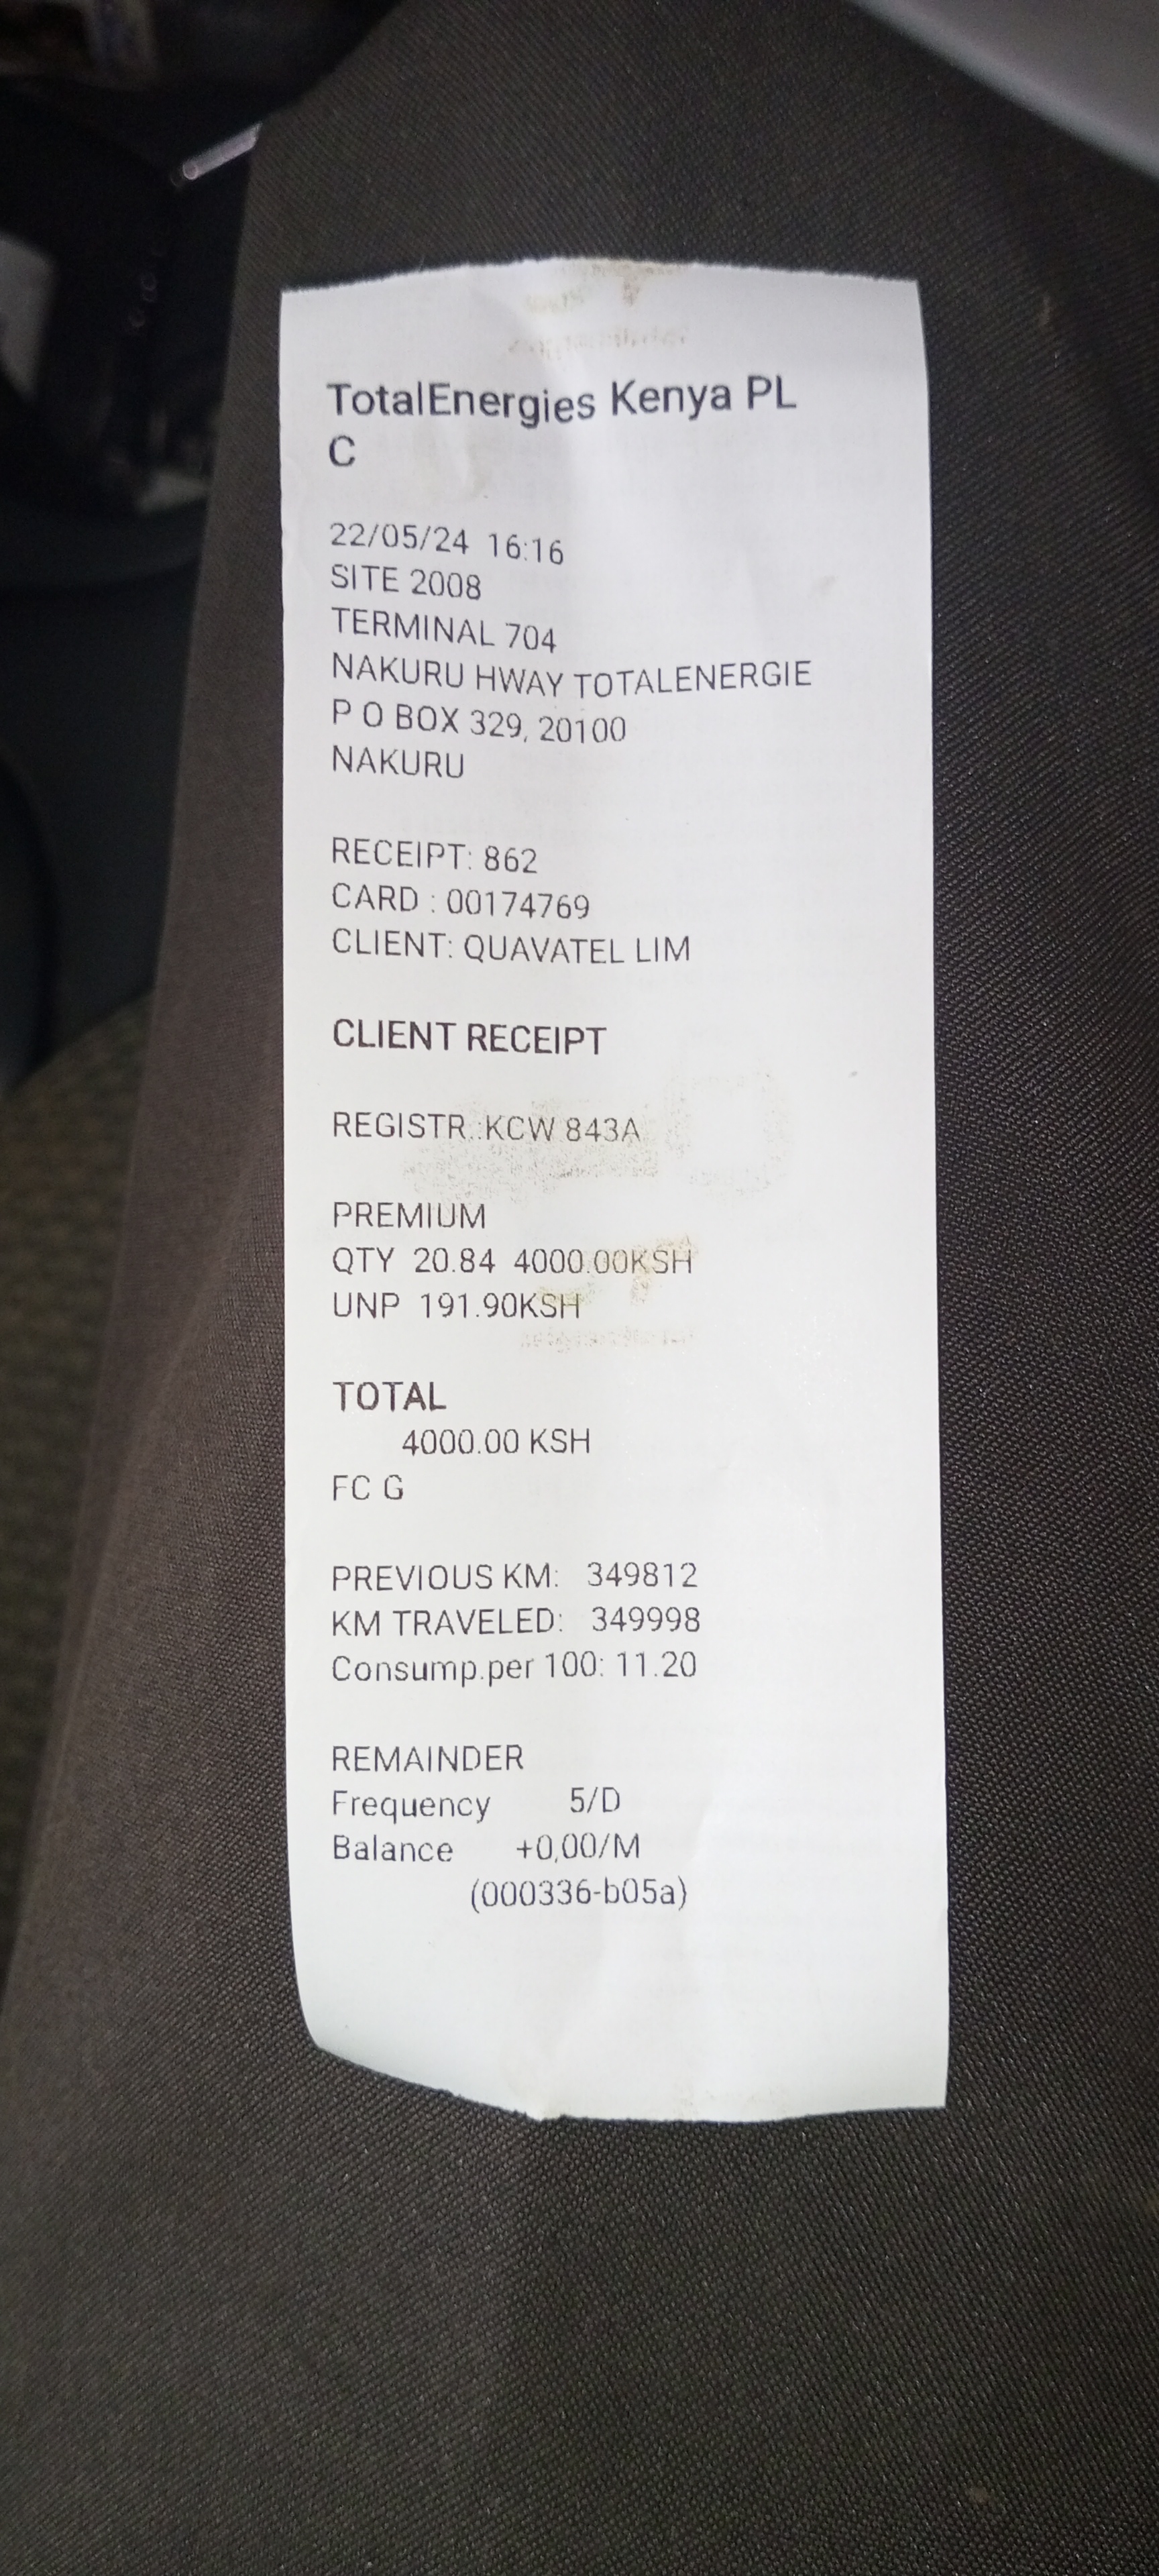 TotalEnergies Kenya PL
C
22/05/24 16:16
SITE 2008
TERMINAL 704
NAKURU HWAY TOTALENERGIE
P O BOX 329, 20100
NAKURU
RECEIPT: 862
CARD : 00174769
CLIENT: QUAVATEL LIM
CLIENT RECEIPT
REGISTR.:KCW 843A
PREMIUM
QTY 20.84 4000.00KSH
UNP 191.90KSH
TOTAL
4000.00 KSH
FC G
PREVIOUS KM: 349812
KM TRAVELED: 349998
Consump.per 100: 11.20
REMAINDER
Frequency 5/D
Balance +0,00/M
(000336-b05a)